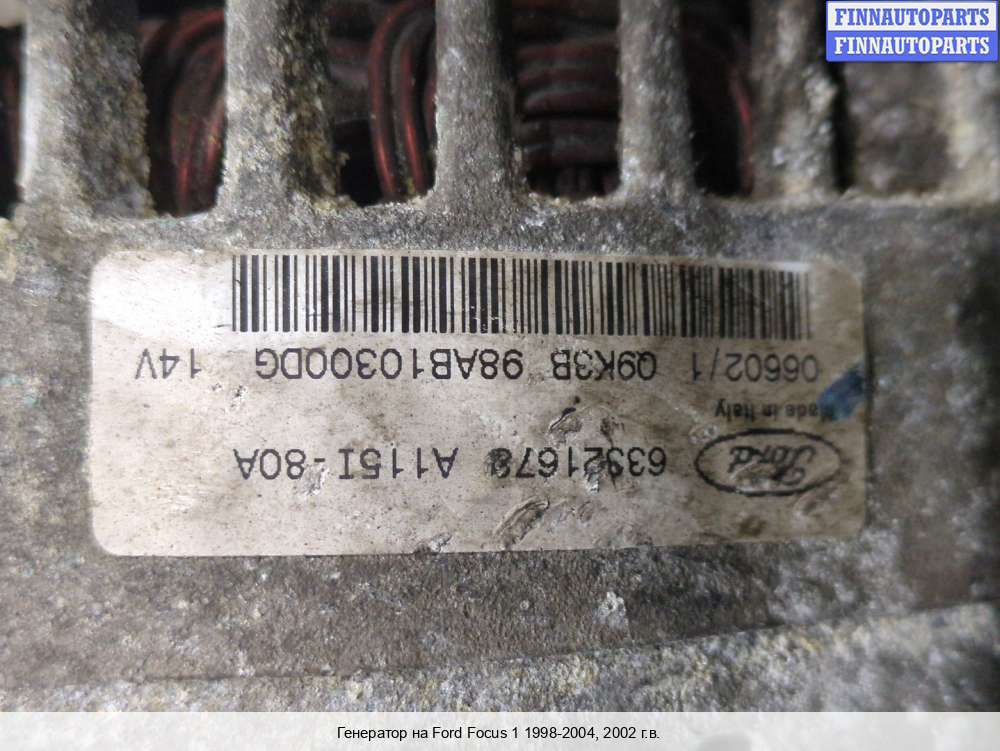 FINNAUTOPARTS
FINNAUTOPARTS
Ford 63321678 A115I-80A
Made in Italy
06602/1 Q9K3B 98AB10300DG 14V
Генератор на Ford Focus 1 1998-2004, 2002 г.в.